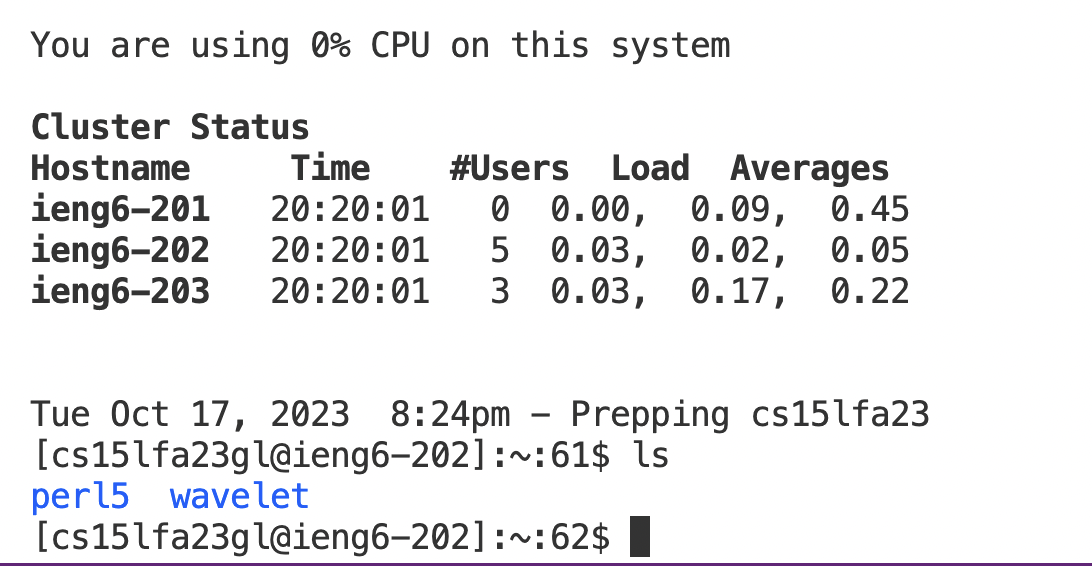 You are using 0% CPU on this system
Cluster Status
Hostname     Time    #Users  Load  Averages
ieng6-201   20:20:01   0  0.00,  0.09,  0.45
ieng6-202   20:20:01   5  0.03,  0.02,  0.05
ieng6-203   20:20:01   3  0.03,  0.17,  0.22
Tue Oct 17, 2023  8:24pm - Prepping cs15lfa23
[cs15lfa23gl@ieng6-202]:~:61$ ls
perl5  wavelet
[cs15lfa23gl@ieng6-202]:~:62$